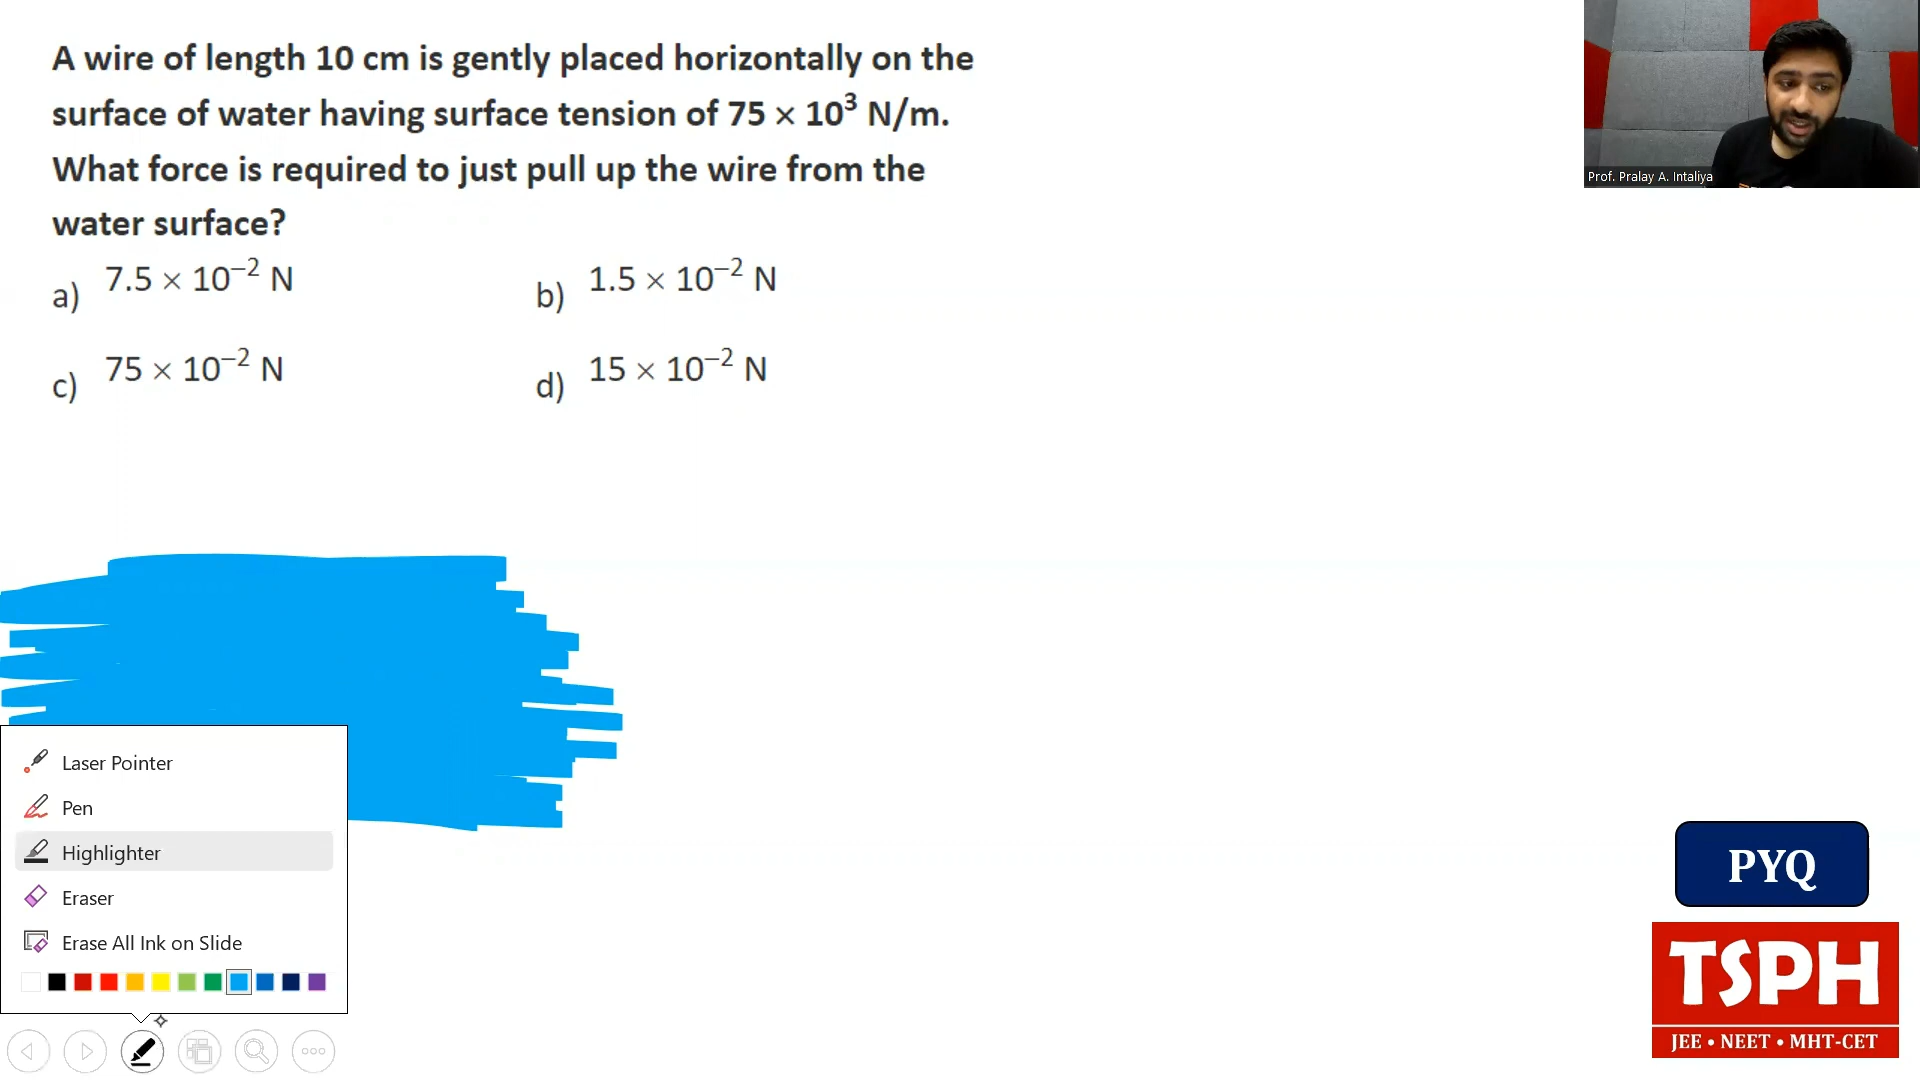 A wire of length 10 cm is gently placed horizontally on the
surface of water having surface tension of 75 × 10³ N/m.
What force is required to just pull up the wire from the
water surface?
a) 7.5 × 10⁻² N
b) 1.5 × 10⁻² N
c) 75 × 10⁻² N
d) 15 × 10⁻² N
Prof. Pralay A. Intaliya
Laser Pointer
Pen
Highlighter
Eraser
Erase All Ink on Slide
PYQ
TSPH
JEE • NEET • MHT-CET